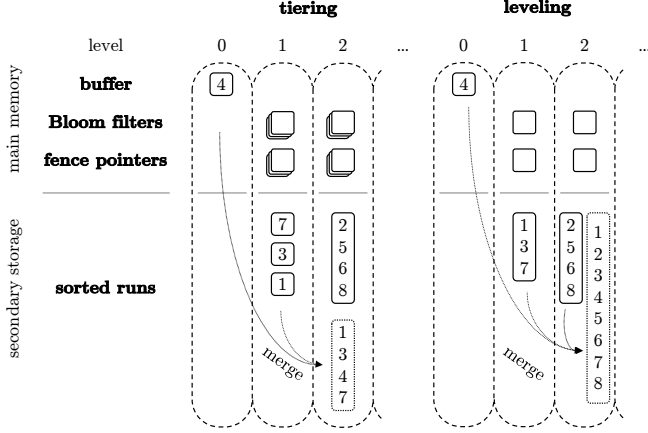 tiering leveling
level 0 1 2 ... 0 1 2 ...
main memory
buffer 4 4
Bloom filters
fence pointers
secondary storage
sorted runs
7
3
1
2
5
6
8
1
3
4
7
merge
1
3
7
2
5
6
8
1
2
3
4
5
6
7
8
merge